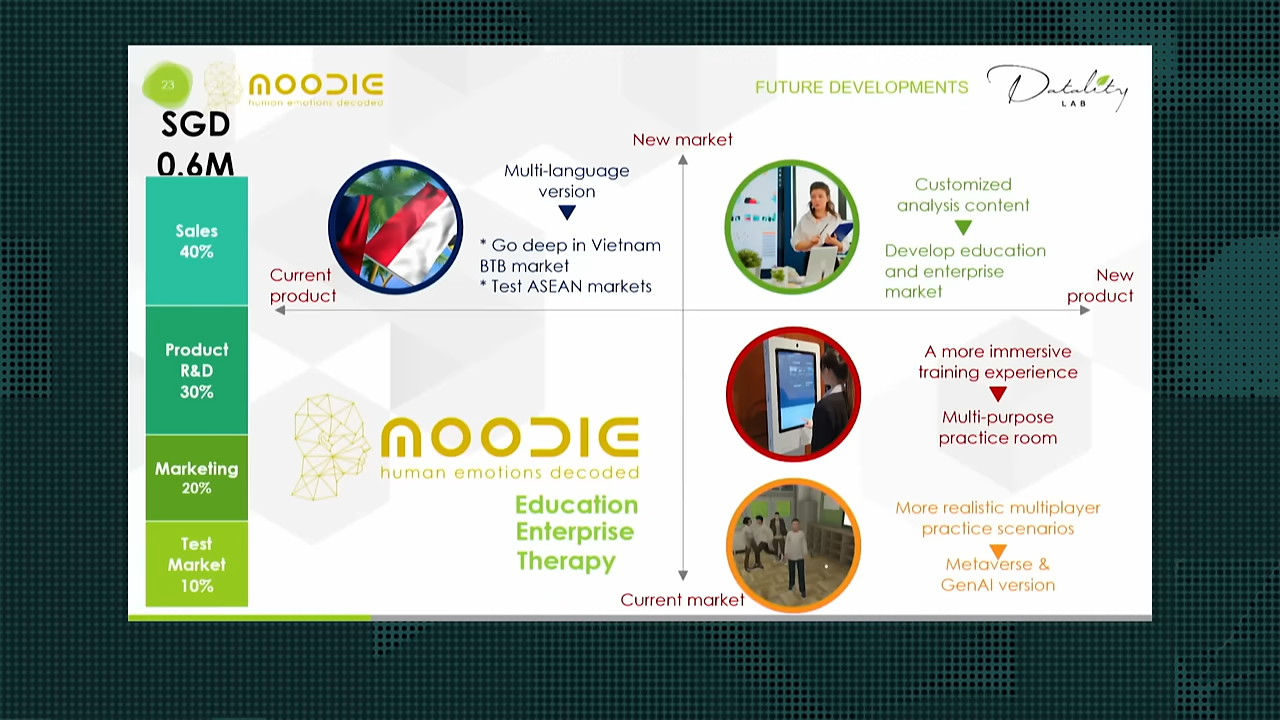 23
MOODIE
human emotions decoded
FUTURE DEVELOPMENTS
Datality
LAB
SGD
0.6M
Sales
40%
Product
R&D
30%
Marketing
20%
Test
Market
10%
New market
Multi-language
version
* Go deep in Vietnam
BTB market
* Test ASEAN markets
Customized
analysis content
Develop education
and enterprise
market
Current
product
New
product
MOODIE
human emotions decoded
Education
Enterprise
Therapy
A more immersive
training experience
Multi-purpose
practice room
More realistic multiplayer
practice scenarios
Metaverse &
GenAI version
Current market